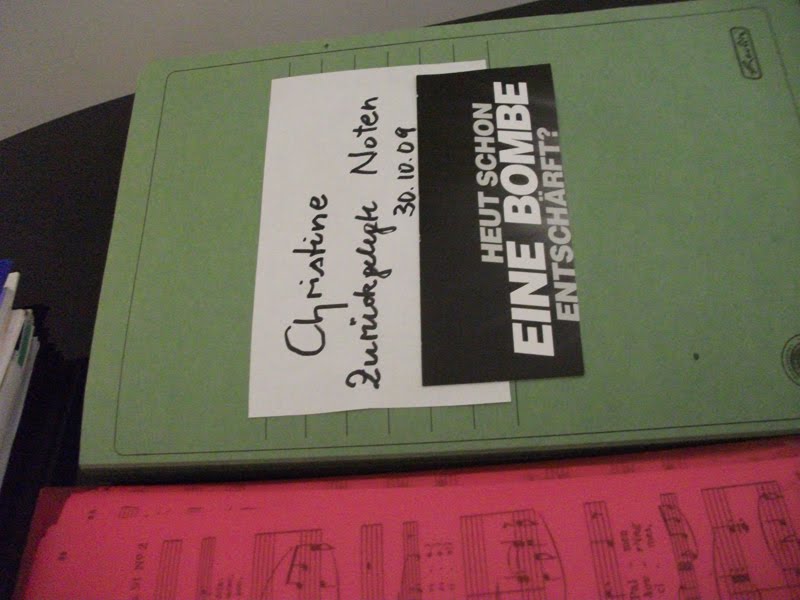 Christine
Zurückgelegte Noten
30.10.09
HEUT SCHON
EINE BOMBE
ENTSCHÄRFT?